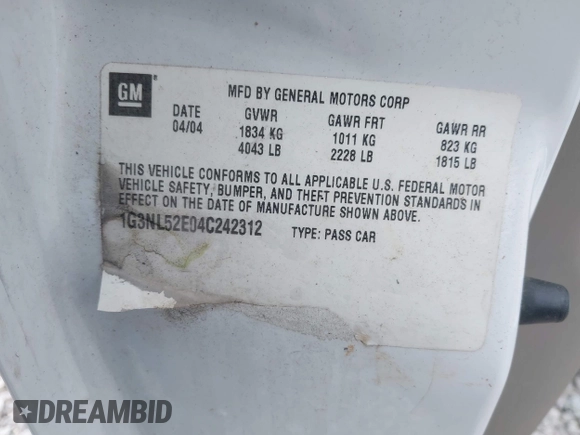 GM ®
MFD BY GENERAL MOTORS CORP
DATE GVWR GAWR FRT GAWR RR
04/04 1834 KG 1011 KG 823 KG
4043 LB 2228 LB 1815 LB
THIS VEHICLE CONFORMS TO ALL APPLICABLE U.S. FEDERAL MOTOR
VEHICLE SAFETY, BUMPER, AND THEFT PREVENTION STANDARDS IN
EFFECT ON THE DATE OF MANUFACTURE SHOWN ABOVE.
1G3NL52E04C242312 TYPE: PASS CAR
DREAMBID